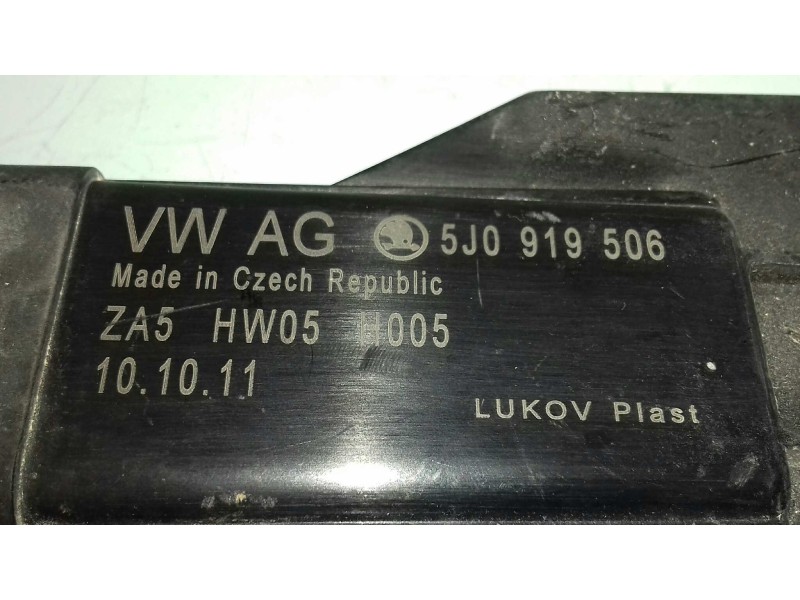 VW AG 5J0 919 506
Made in Czech Republic
ZA5 HW05 H005
10.10.11
LUKOV Plast